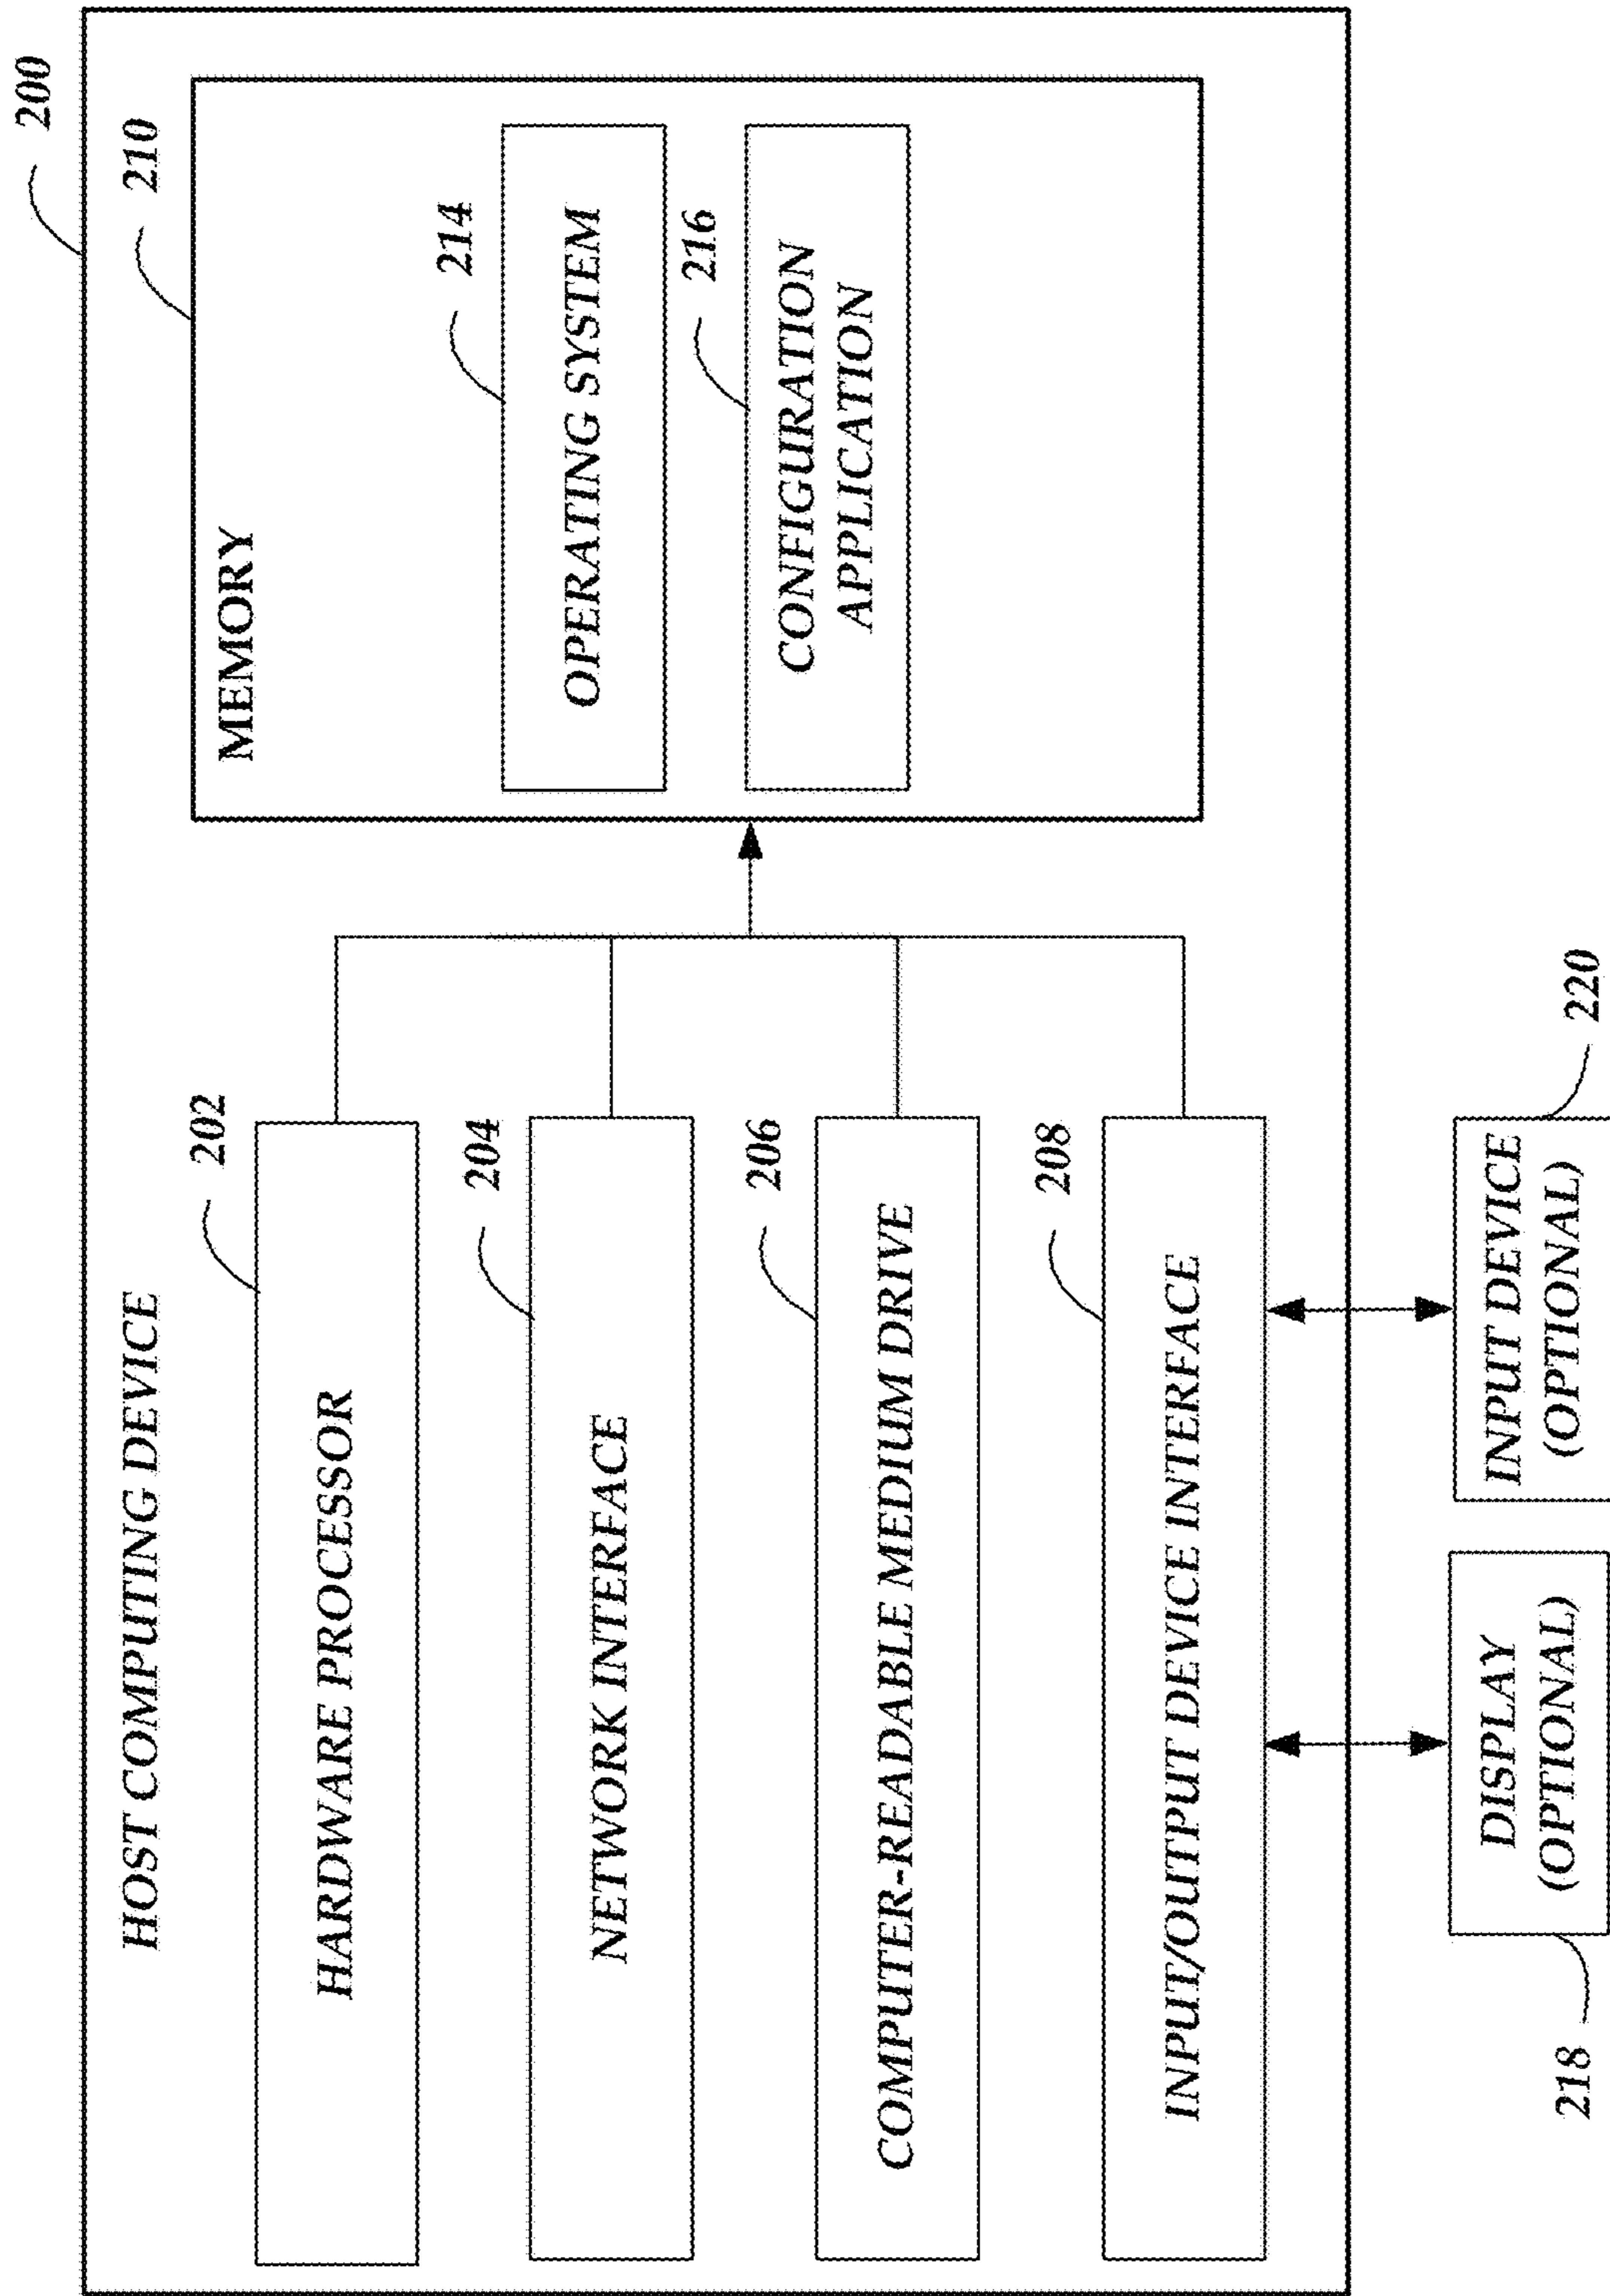 200
HOST COMPUTING DEVICE
210
202
HARDWARE PROCESSOR
MEMORY
204
NETWORK INTERFACE
214
OPERATING SYSTEM
206
COMPUTER-READABLE MEDIUM DRIVE
216
CONFIGURATION
APPLICATION
208
INPUT/OUTPUT DEVICE INTERFACE
218
DISPLAY
(OPTIONAL)
INPUT DEVICE
(OPTIONAL)
220